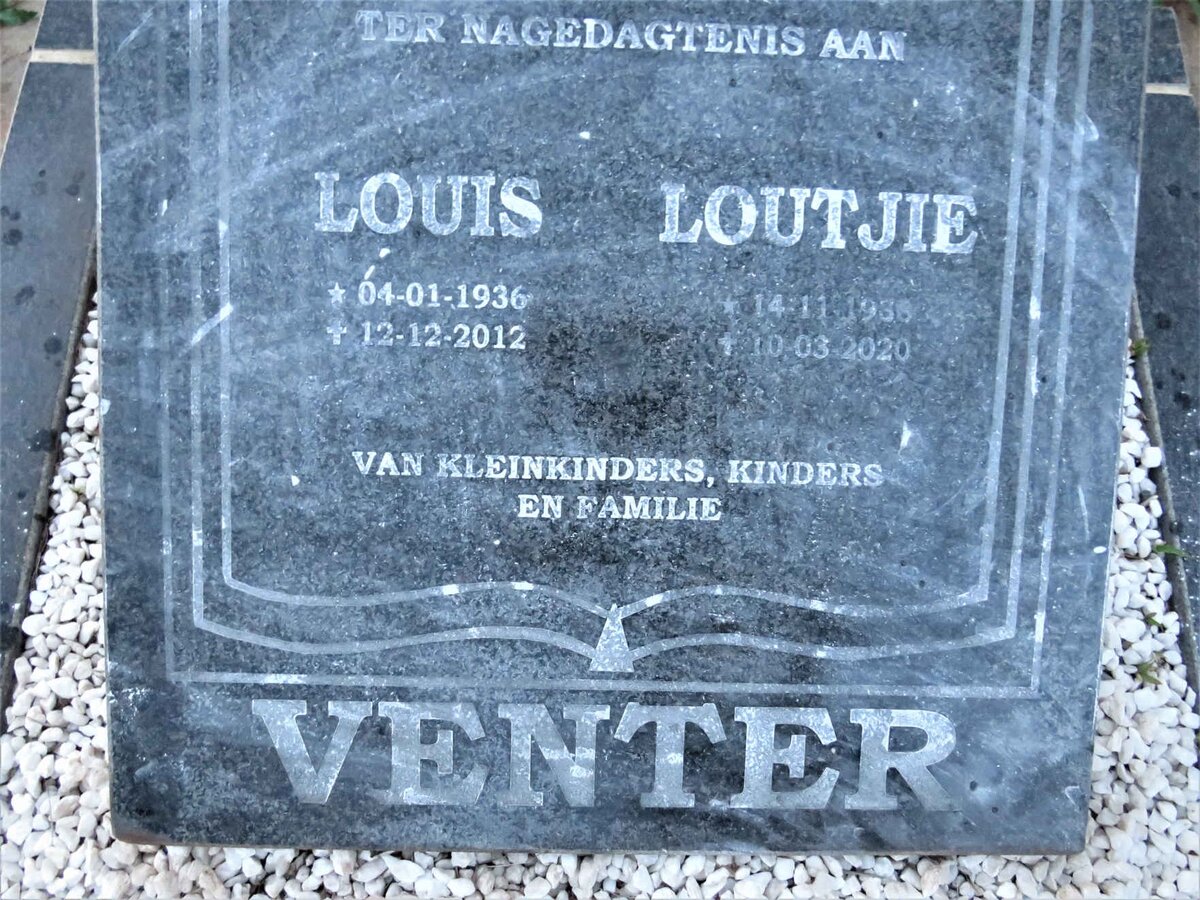 TER NAGEDAGTENIS AAN
LOUIS LOUTJIE
★ 04-01-1936 ★
✝ 12-12-2012 ✝ 10-03-2020
VAN KLEINKINDERS, KINDERS
EN FAMILIE
VENTER